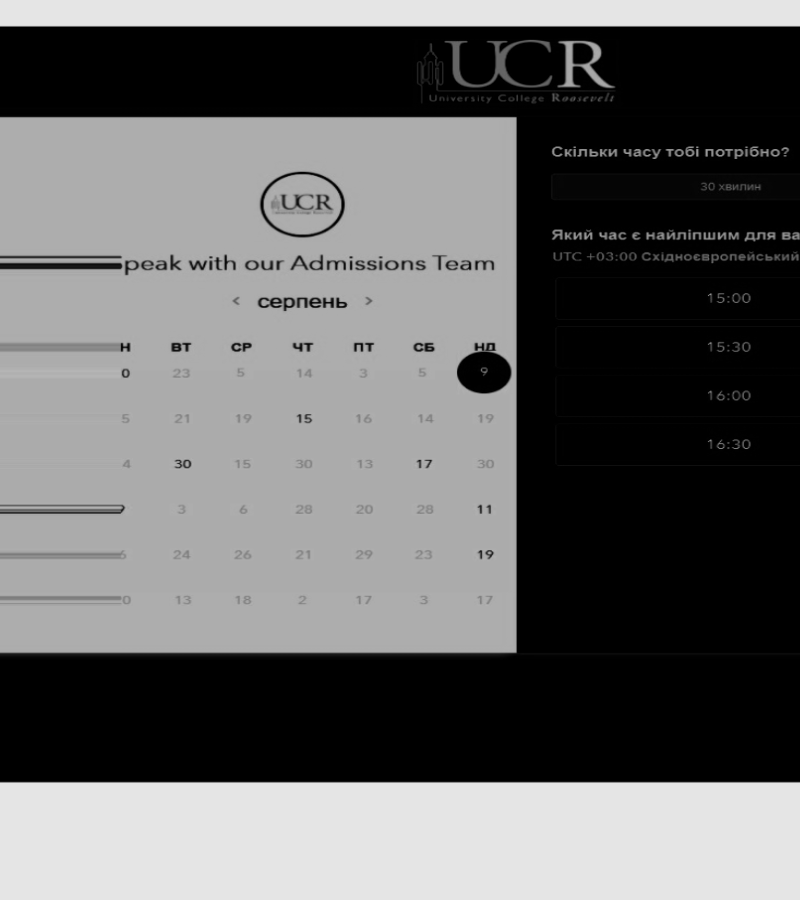 UCR
University College Roosevelt
UCR
peak with our Admissions Team
< серпень >
Н ВТ СР ЧТ ПТ СБ НД
0 23 5 14 3 5 9
5 21 19 15 16 14 19
4 30 15 30 13 17 30
3 6 28 20 28 11
6 24 26 21 29 23 19
0 13 18 2 17 3 17
Скільки часу тобі потрібно?
30 хвилин
Який час є найліпшим для ва
UTC +03:00 Східноєвропейський
15:00
15:30
16:00
16:30